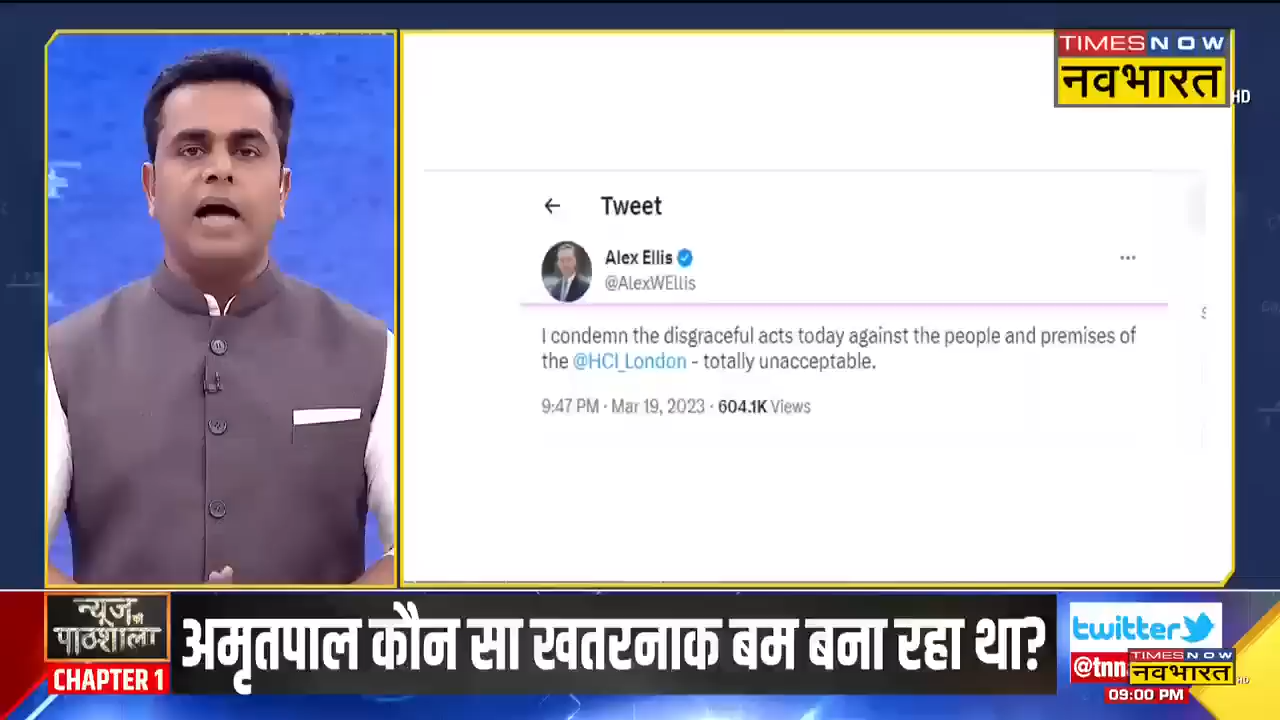 TIMES NOW
नवभारत
HD
← Tweet
Alex Ellis
@AlexWEllis
I condemn the disgraceful acts today against the people and premises of
the @HCI_London - totally unacceptable.
9:47 PM · Mar 19, 2023 · 604.1K Views
न्यूज़ की
पाठशाला
CHAPTER 1
अमृतपाल कौन सा खतरनाक बम बना रहा था?
twitter
@tnn
TIMES NOW
नवभारत
HD
09:00 PM